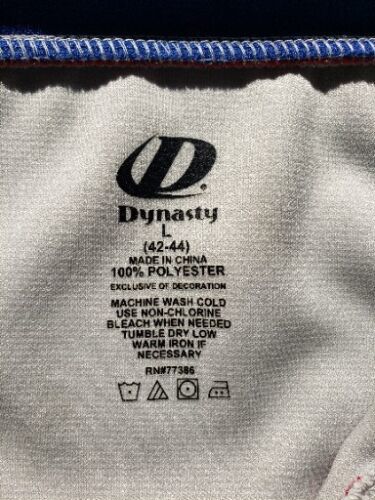 D
Dynasty
L
(42-44)
MADE IN CHINA
100% POLYESTER
EXCLUSIVE OF DECORATION
MACHINE WASH COLD
USE NON-CHLORINE
BLEACH WHEN NEEDED
TUMBLE DRY LOW
WARM IRON IF
NECESSARY
RN#77386